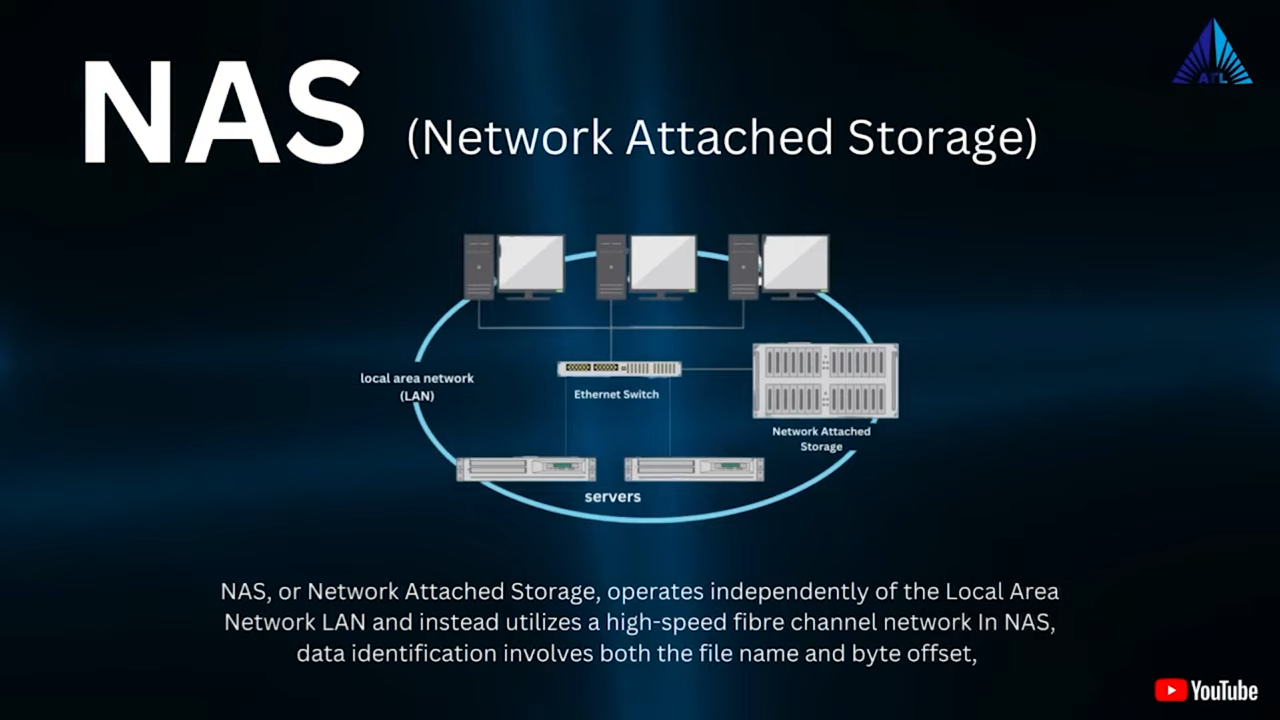 ATL
NAS (Network Attached Storage)
local area network
(LAN)
Ethernet Switch
Network Attached
Storage
servers
NAS, or Network Attached Storage, operates independently of the Local Area
Network LAN and instead utilizes a high-speed fibre channel network In NAS,
data identification involves both the file name and byte offset,
YouTube